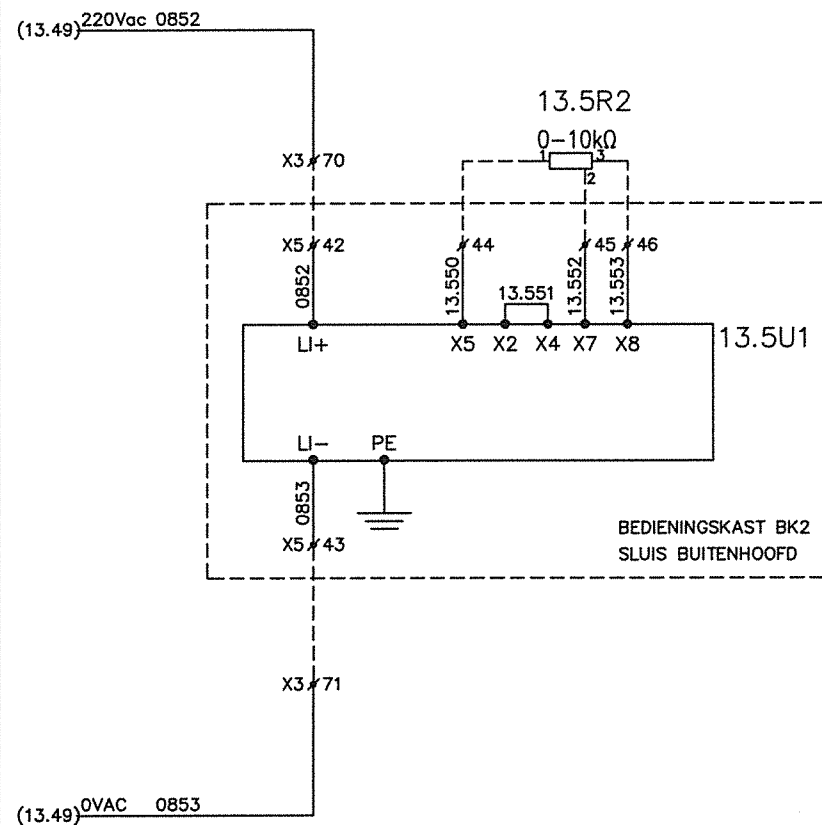 (13.49) 220Vac 0852
13.5R2
0-10kΩ
1 3
2
X3 70
X5 42 44 45 46
0852 13.550 13.551 13.552 13.553
LI+ X5 X2 X4 X7 X8 13.5U1
LI- PE
0853
X5 43
BEDIENINGSKAST BK2
SLUIS BUITENHOOFD
X3 71
(13.49) 0VAC 0853